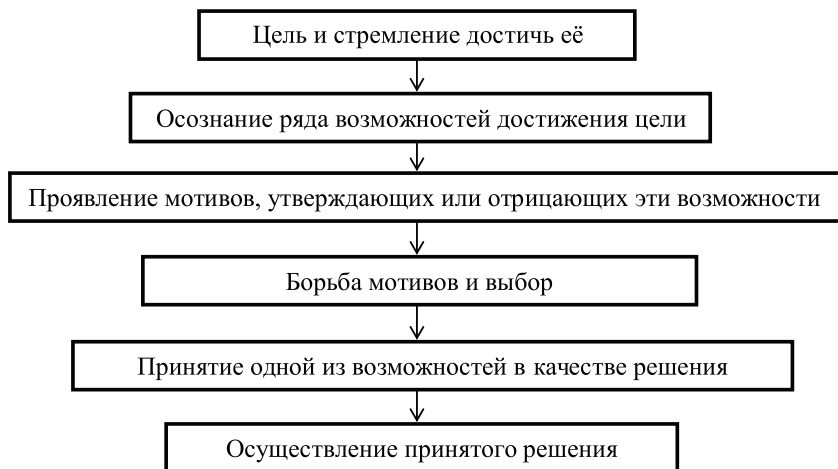 Цель и стремление достичь её
Осознание ряда возможностей достижения цели
Проявление мотивов, утверждающих или отрицающих эти возможности
Борьба мотивов и выбор
Принятие одной из возможностей в качестве решения
Осуществление принятого решения